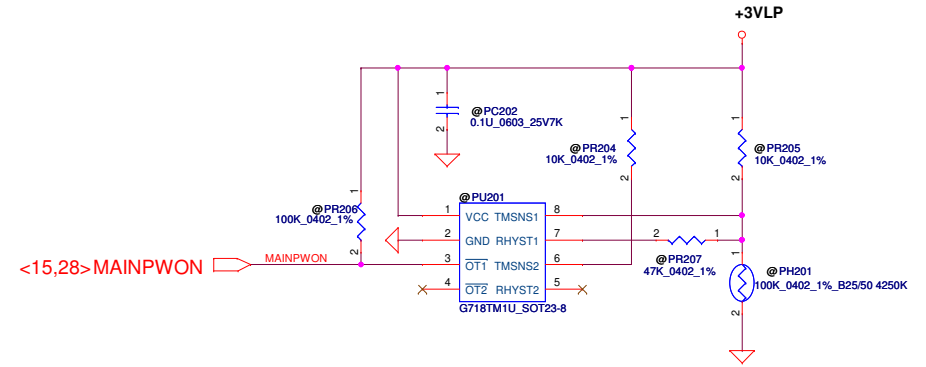 +3VLP
1
@PC202
2
0.1U_0603_25V7K
1
@PR204
10K_0402_1%
2
1
@PR205
10K_0402_1%
2
1
@PR206
100K_0402_1%
2
@PU201
1 VCC TMSNS1 8
2 GND RHYST1 7
3 OT1 TMSNS2 6
4 OT2 RHYST2 5
G718TM1U_SOT23-8
2 1
@PR207
47K_0402_1%
<15,28>MAINPWON
MAINPWON
1
@PH201
100K_0402_1%_B25/50 4250K
2